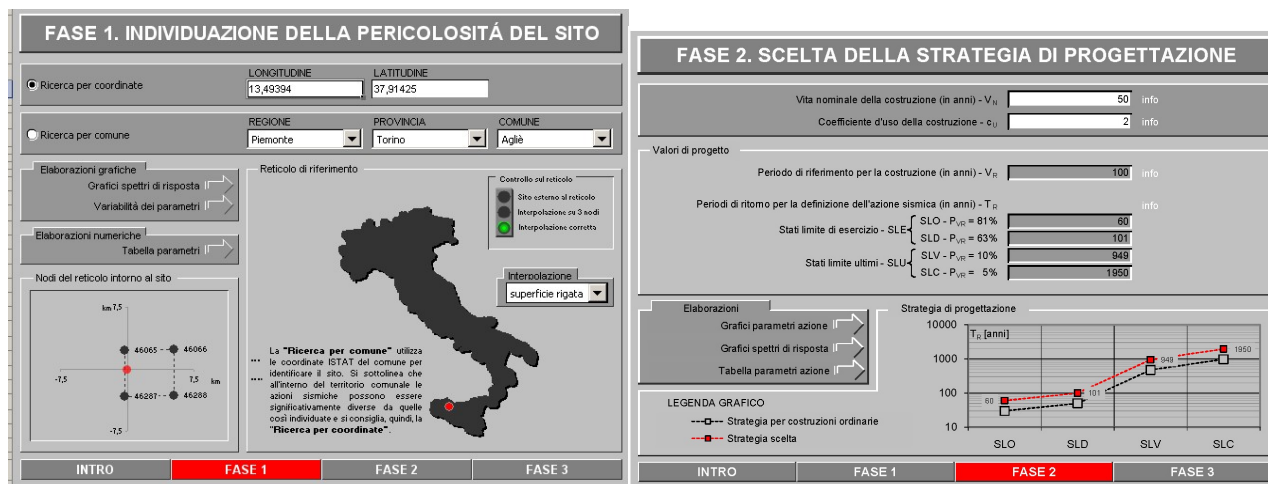 FASE 1. INDIVIDUAZIONE DELLA PERICOLOSITÁ DEL SITO
Ricerca per coordinate
LONGITUDINE
LATITUDINE
13,49394
37,91425
Ricerca per comune
REGIONE
PROVINCIA
COMUNE
Piemonte
Torino
Agliè
Elaborazioni grafiche
Grafici spettri di risposta
Variabilità dei parametri
Elaborazioni numeriche
Tabella parametri
Nodi del reticolo intorno al sito
km 7,5
46065
46066
-7,5
7,5 km
46287
46288
-7,5
Reticolo di riferimento
Controllo sul reticolo
Sito esterno al reticolo
Interpolazione su 3 nodi
Interpolazione corretta
Interpolazione
superficie rigata
La "Ricerca per comune" utilizza
le coordinate ISTAT del comune per
identificare il sito. Si sottolinea che
all'interno del territorio comunale le
azioni sismiche possono essere
significativamente diverse da quelle
così individuate e si consiglia, quindi, la
"Ricerca per coordinate".
INTRO
FASE 1
FASE 2
FASE 3
FASE 2. SCELTA DELLA STRATEGIA DI PROGETTAZIONE
Vita nominale della costruzione (in anni) - VN 50 info
Coefficiente d'uso della costruzione - cU 2 info
Valori di progetto
Periodo di riferimento per la costruzione (in anni) - VR 100 info
Periodi di ritorno per la definizione dell'azione sismica (in anni) - TR info
Stati limite di esercizio - SLE
SLO - PVR = 81% 60
SLD - PVR = 63% 101
Stati limite ultimi - SLU
SLV - PVR = 10% 949
SLC - PVR = 5% 1950
Elaborazioni
Grafici parametri azione
Grafici spettri di risposta
Tabella parametri azione
LEGENDA GRAFICO
Strategia per costruzioni ordinarie
Strategia scelta
Strategia di progettazione
TR [anni]
10000
1000
100
10
60
101
949
1950
SLO
SLD
SLV
SLC
INTRO
FASE 1
FASE 2
FASE 3